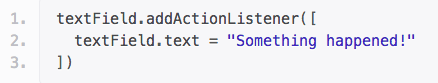 1. textField.addActionListener([
2.   textField.text = "Something happened!"
3. ])